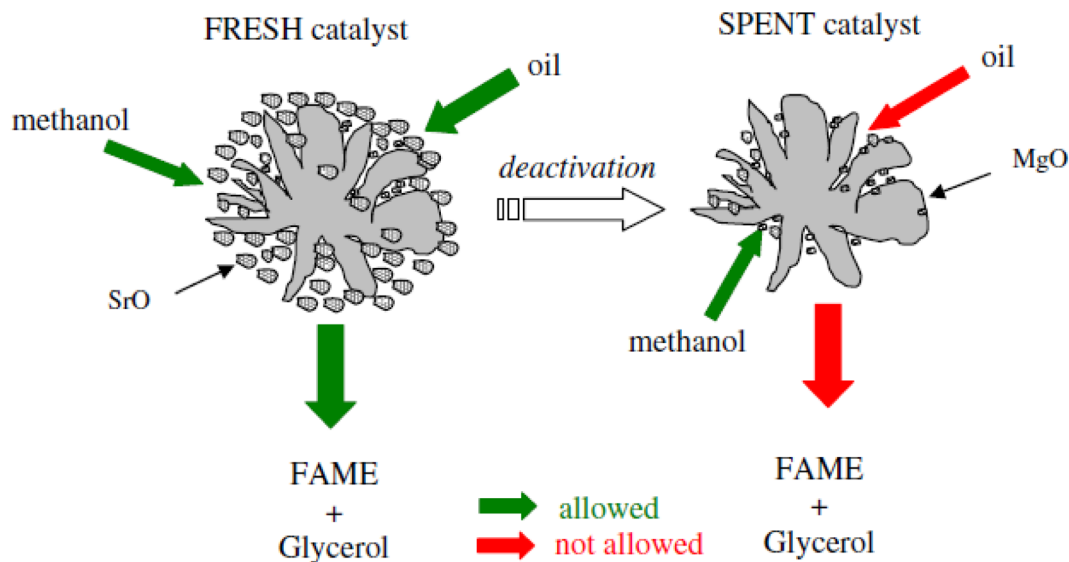 FRESH catalyst
SPENT catalyst
oil
oil
methanol
MgO
deactivation
SrO
methanol
FAME
+
Glycerol
FAME
+
Glycerol
allowed
not allowed